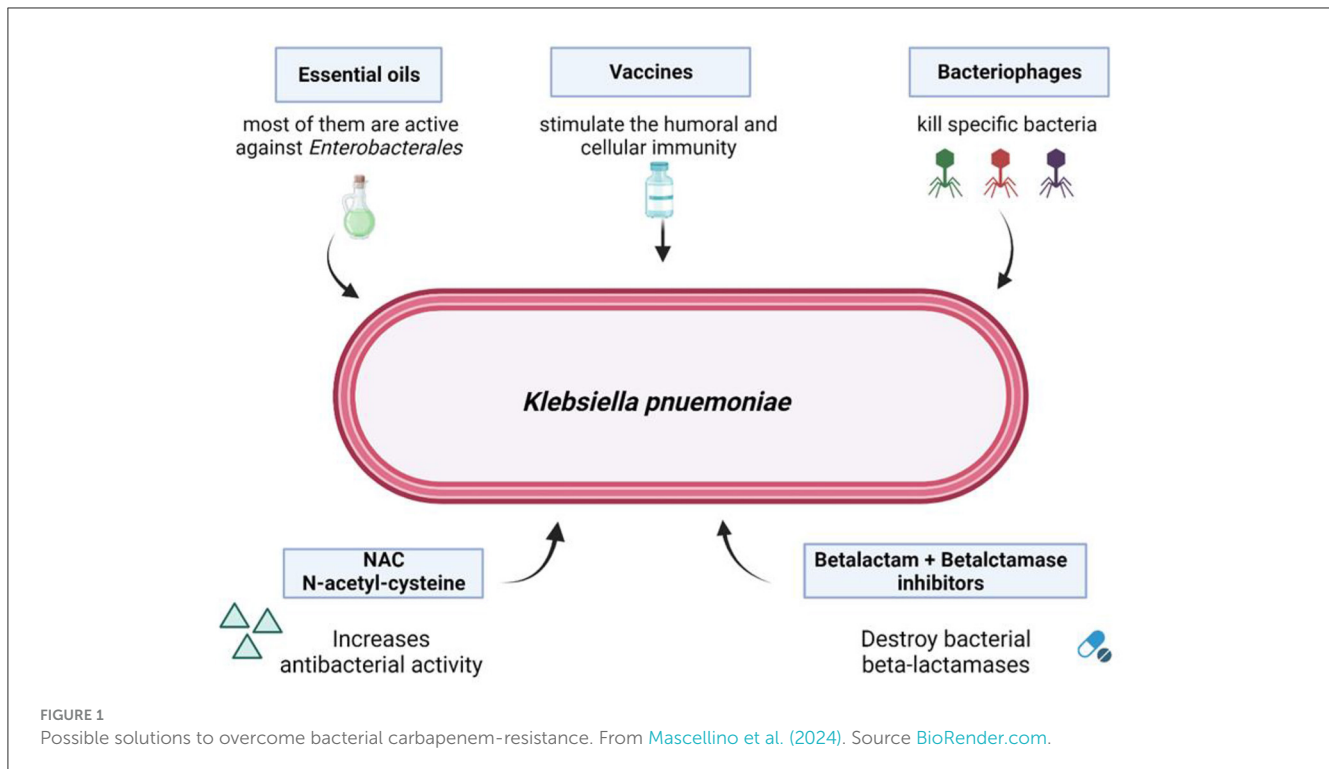 Essential oils
most of them are active
against Enterobacterales
Vaccines
stimulate the humoral and
cellular immunity
Bacteriophages
kill specific bacteria
Klebsiella pnuemoniae
NAC
N-acetyl-cysteine
Increases
antibacterial activity
Betalactam + Betalctamase
inhibitors
Destroy bacterial
beta-lactamases
FIGURE 1
Possible solutions to overcome bacterial carbapenem-resistance. From Mascellino et al. (2024). Source BioRender.com.